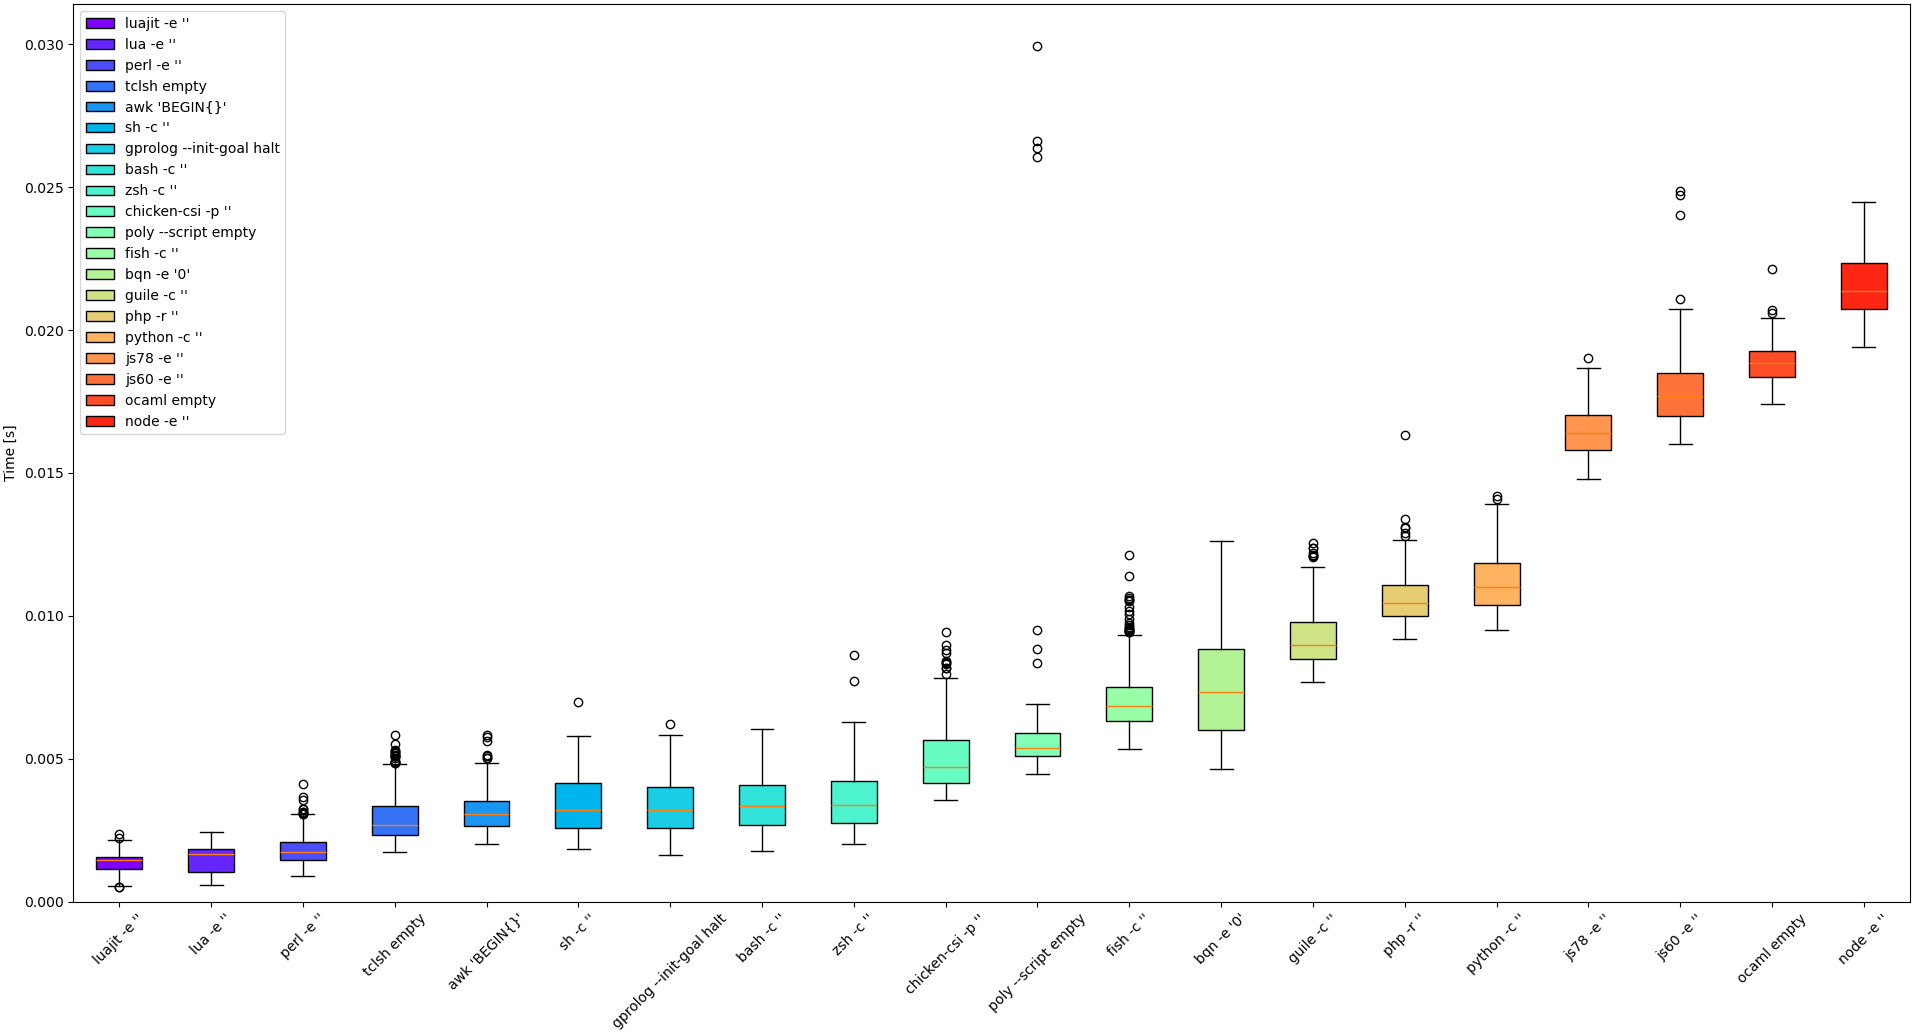 luajit -e ''
lua -e ''
perl -e ''
tclsh empty
awk 'BEGIN{}'
sh -c ''
gprolog --init-goal halt
bash -c ''
zsh -c ''
chicken-csi -p ''
poly --script empty
fish -c ''
bqn -e '0'
guile -c ''
php -r ''
python -c ''
js78 -e ''
js60 -e ''
ocaml empty
node -e ''
0.030
0.025
0.020
0.015
0.010
0.005
0.000
Time [s]
luajit -e ''
lua -e ''
perl -e ''
tclsh empty
awk 'BEGIN{}'
sh -c ''
gprolog --init-goal halt
bash -c ''
zsh -c ''
chicken-csi -p ''
poly --script empty
fish -c ''
bqn -e '0'
guile -c ''
php -r ''
python -c ''
js78 -e ''
js60 -e ''
ocaml empty
node -e ''